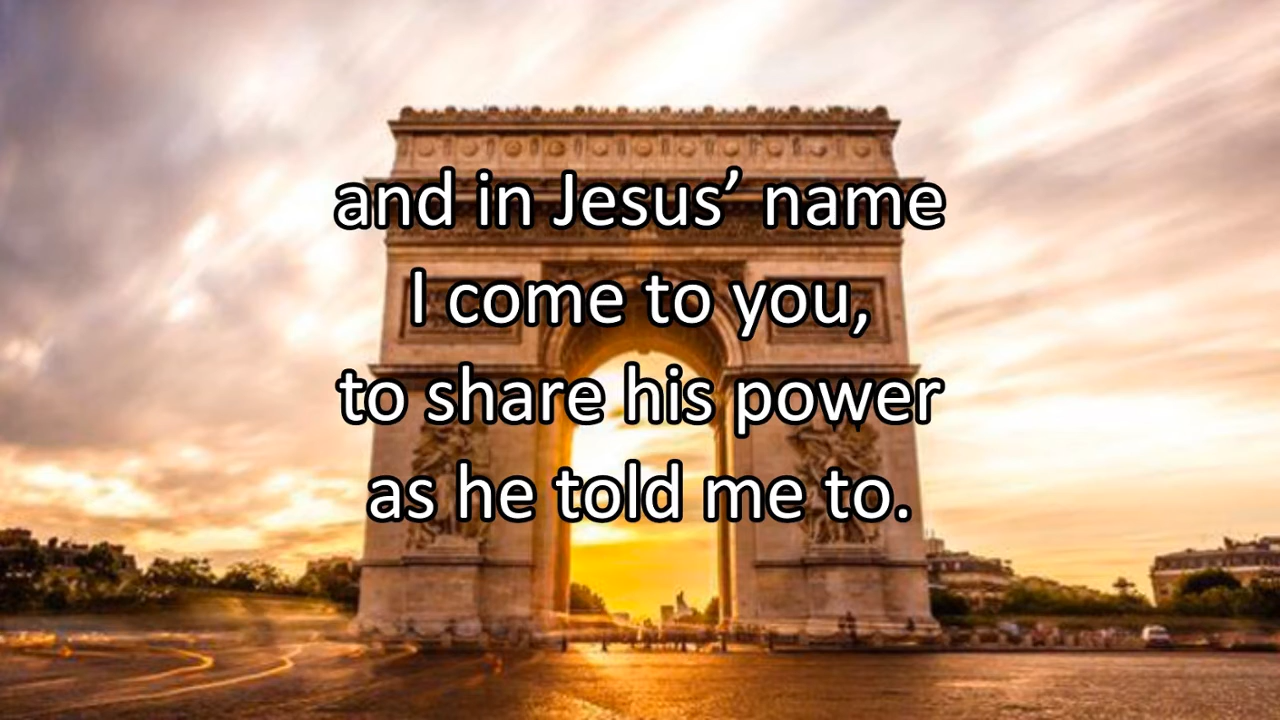 and in Jesus’ name
I come to you,
to share his power
as he told me to.